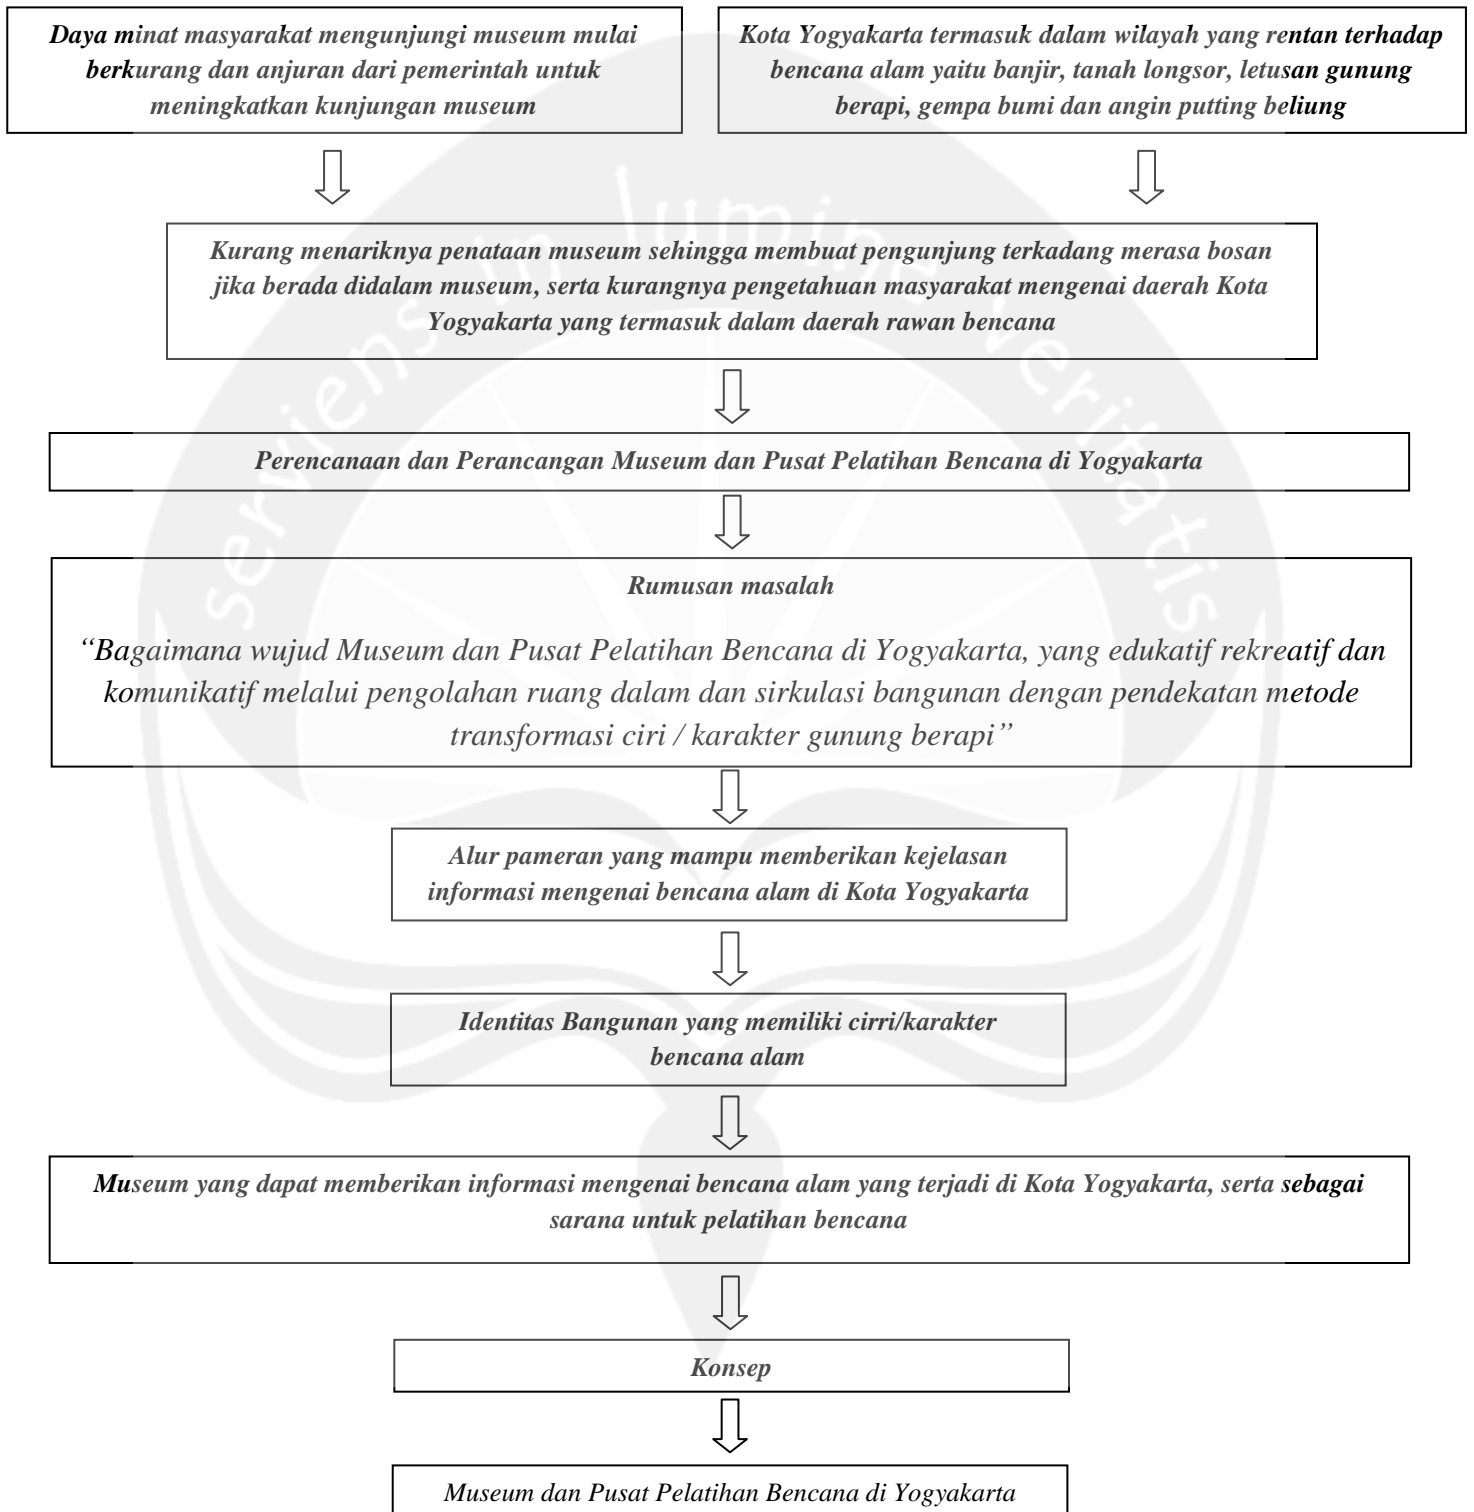 Daya minat masyarakat mengunjungi museum mulai
berkurang dan anjuran dari pemerintah untuk
meningkatkan kunjungan museum
Kota Yogyakarta termasuk dalam wilayah yang rentan terhadap
bencana alam yaitu banjir, tanah longsor, letusan gunung
berapi, gempa bumi dan angin putting beliung
Kurang menariknya penataan museum sehingga membuat pengunjung terkadang merasa bosan
jika berada didalam museum, serta kurangnya pengetahuan masyarakat mengenai daerah Kota
Yogyakarta yang termasuk dalam daerah rawan bencana
Perencanaan dan Perancangan Museum dan Pusat Pelatihan Bencana di Yogyakarta
Rumusan masalah
“Bagaimana wujud Museum dan Pusat Pelatihan Bencana di Yogyakarta, yang edukatif rekreatif dan
komunikatif melalui pengolahan ruang dalam dan sirkulasi bangunan dengan pendekatan metode
transformasi ciri / karakter gunung berapi”
Alur pameran yang mampu memberikan kejelasan
informasi mengenai bencana alam di Kota Yogyakarta
Identitas Bangunan yang memiliki cirri/karakter
bencana alam
Museum yang dapat memberikan informasi mengenai bencana alam yang terjadi di Kota Yogyakarta, serta sebagai
sarana untuk pelatihan bencana
Konsep
Museum dan Pusat Pelatihan Bencana di Yogyakarta
serviens in lumine veritatis